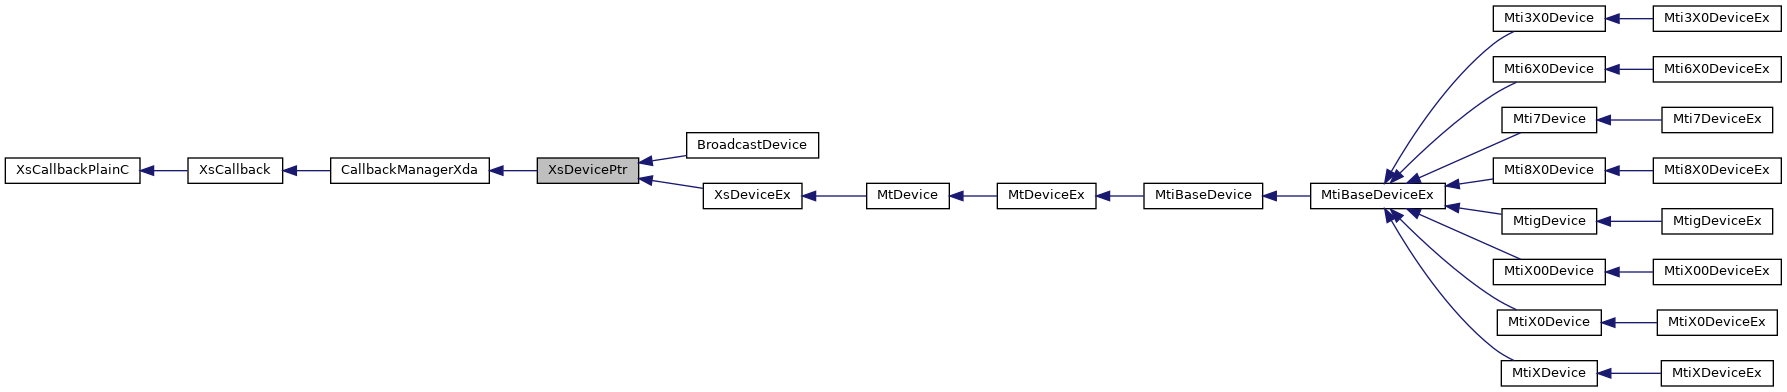 Mti3X0Device
Mti3X0DeviceEx
Mti6X0Device
Mti6X0DeviceEx
Mti7Device
Mti7DeviceEx
BroadcastDevice
XsCallbackPlainC
XsCallback
CallbackManagerXda
XsDevicePtr
Mti8X0Device
Mti8X0DeviceEx
XsDeviceEx
MtDevice
MtDeviceEx
MtiBaseDevice
MtiBaseDeviceEx
MtigDevice
MtigDeviceEx
MtiX00Device
MtiX00DeviceEx
MtiX0Device
MtiX0DeviceEx
MtiXDevice
MtiXDeviceEx